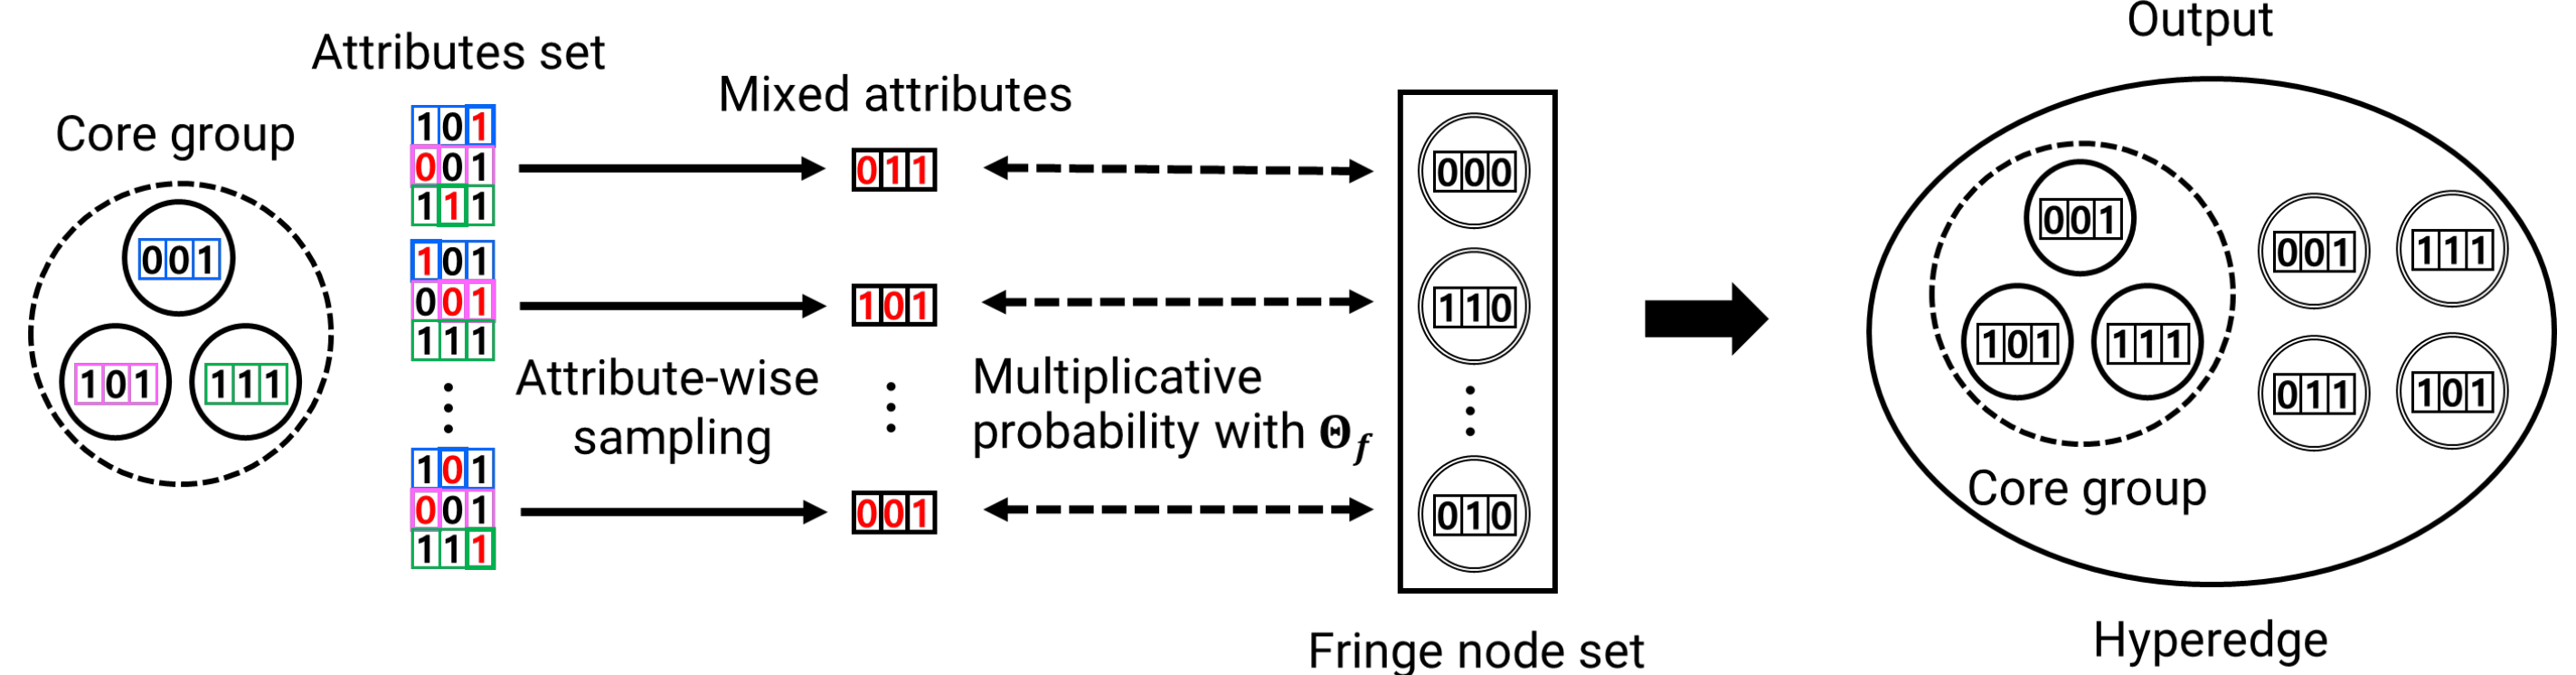 Output
Attributes set
Mixed attributes
Core group
101
001
111
011
000
001
001
111
001
101
001
111
101
110
101
111
101
111
Attribute-wise
sampling
Multiplicative
probability with Θf
011
101
101
001
111
001
010
Core group
Fringe node set
Hyperedge